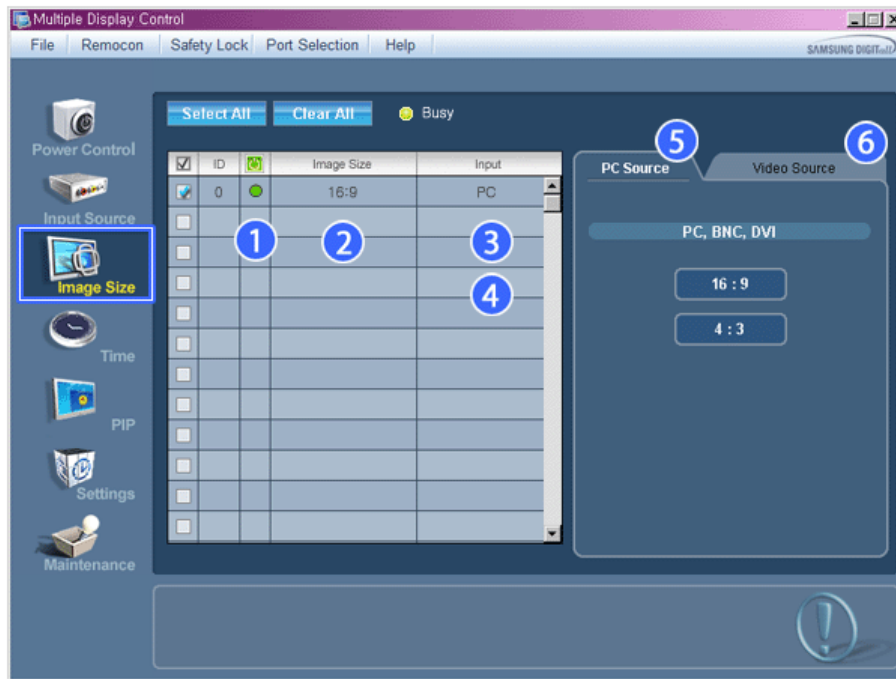 Multiple Display Control
File Remocon Safety Lock Port Selection Help
SAMSUNG DIGITall
Select All Clear All Busy
Power Control
Input Source
Image Size
Time
PIP
Settings
Maintenance
ID Image Size Input
0 16:9 PC
1 2 3
4
5 6
PC Source Video Source
PC, BNC, DVI
16 : 9
4 : 3